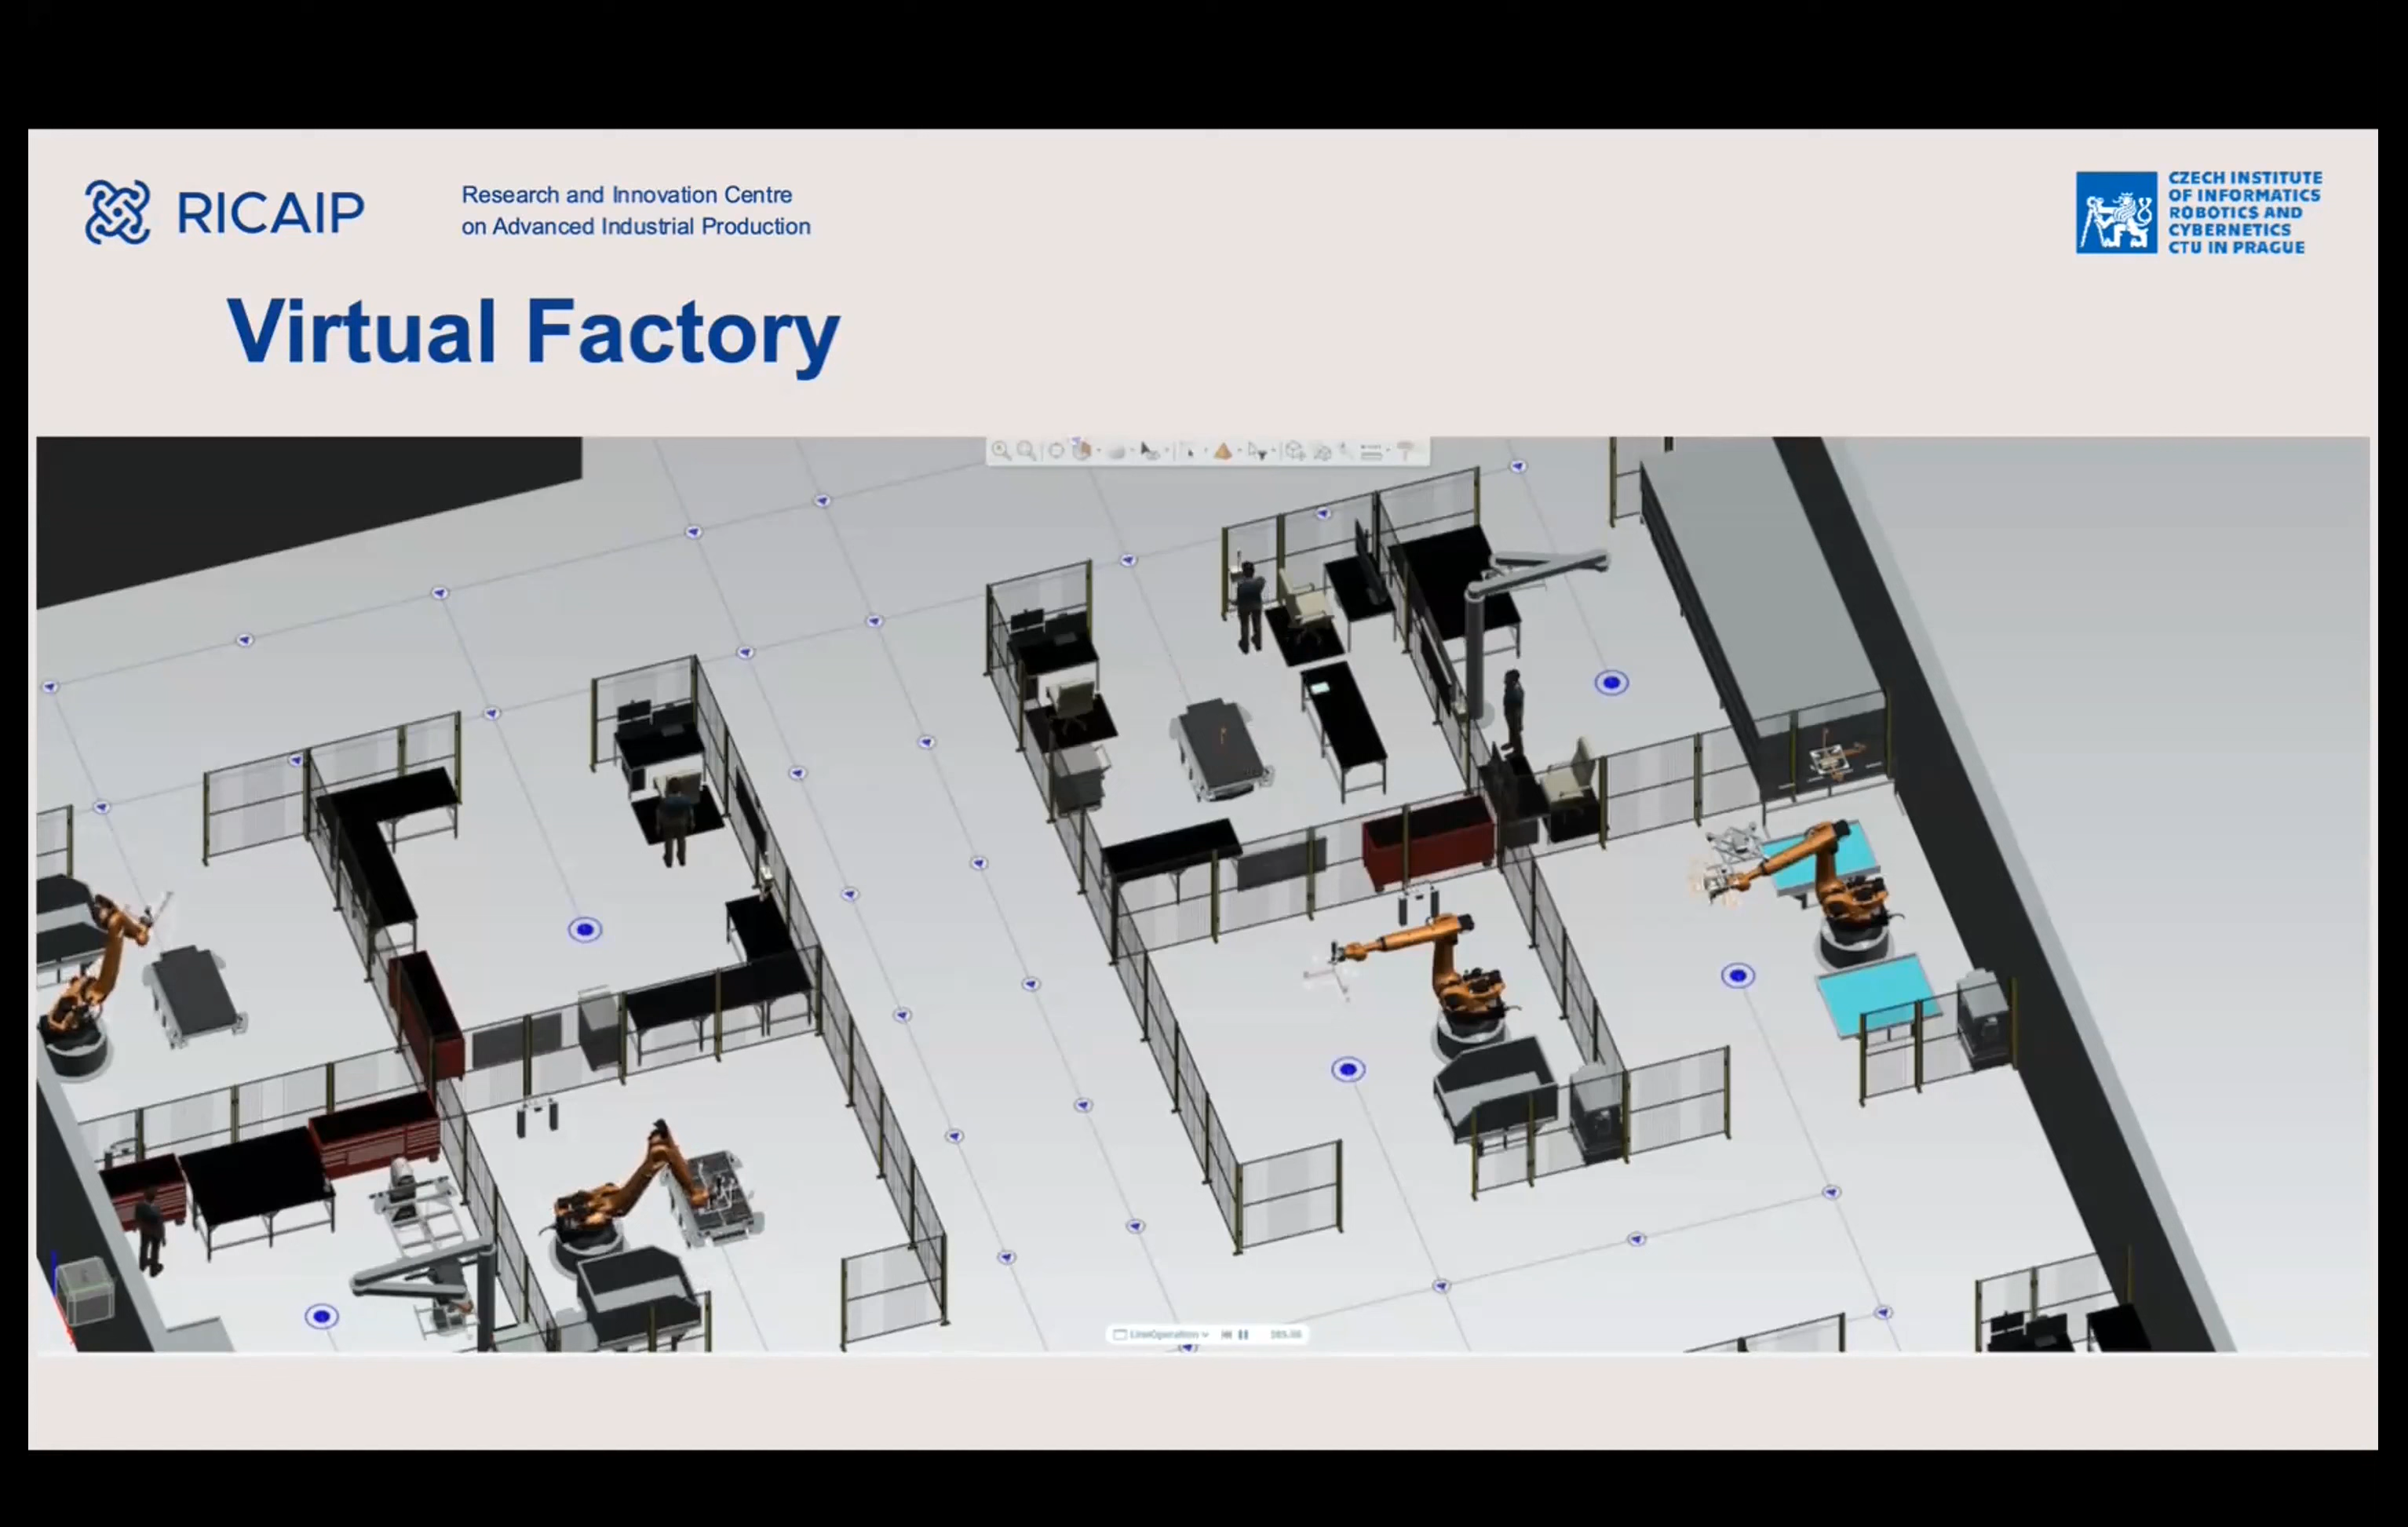 RICAIP
Research and Innovation Centre
on Advanced Industrial Production
CZECH INSTITUTE
OF INFORMATICS
ROBOTICS AND
CYBERNETICS
CTU IN PRAGUE
Virtual Factory
LineOperation